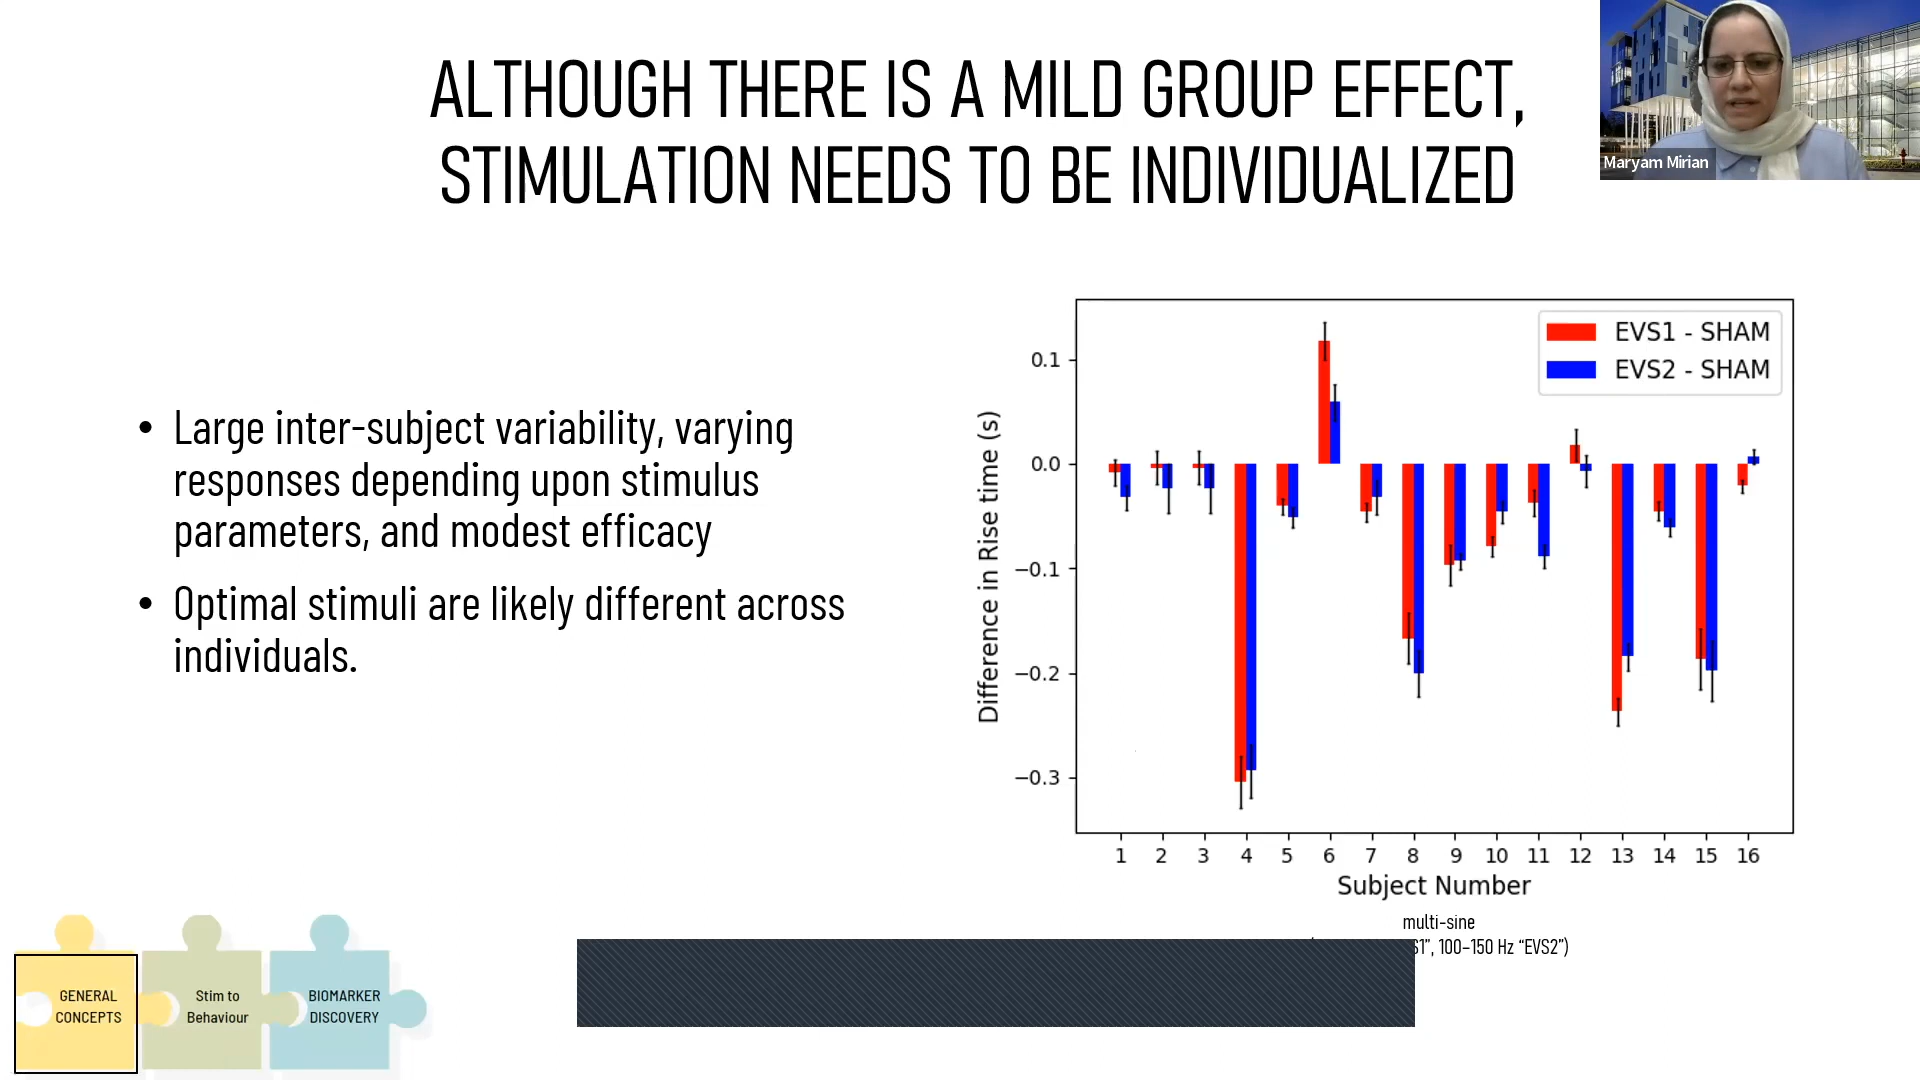 ALTHOUGH THERE IS A MILD GROUP EFFECT,
STIMULATION NEEDS TO BE INDIVIDUALIZED
Maryam Mirian
• Large inter-subject variability, varying
responses depending upon stimulus
parameters, and modest efficacy
• Optimal stimuli are likely different across
individuals.
EVS1 - SHAM
EVS2 - SHAM
Difference in Rise time (s)
0.1
0.0
−0.1
−0.2
−0.3
1 2 3 4 5 6 7 8 9 10 11 12 13 14 15 16
Subject Number
multi-sine
100–150 Hz “EVS2”)
GENERAL
CONCEPTS
Stim to
Behaviour
BIOMARKER
DISCOVERY